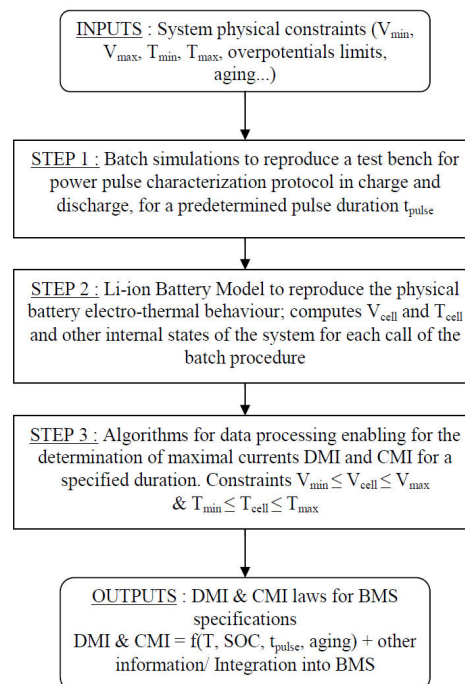 INPUTS : System physical constraints (Vmin,
Vmax, Tmin, Tmax, overpotentials limits,
aging...)
STEP 1 : Batch simulations to reproduce a test bench for
power pulse characterization protocol in charge and
discharge, for a predetermined pulse duration tpulse
STEP 2 : Li-ion Battery Model to reproduce the physical
battery electro-thermal behaviour; computes Vcell and Tcell
and other internal states of the system for each call of the
batch procedure
STEP 3 : Algorithms for data processing enabling for the
determination of maximal currents DMI and CMI for a
specified duration. Constraints Vmin ≤ Vcell ≤ Vmax
& Tmin ≤ Tcell ≤ Tmax
OUTPUTS : DMI & CMI laws for BMS
specifications
DMI & CMI = f(T, SOC, tpulse, aging) + other
information/ Integration into BMS